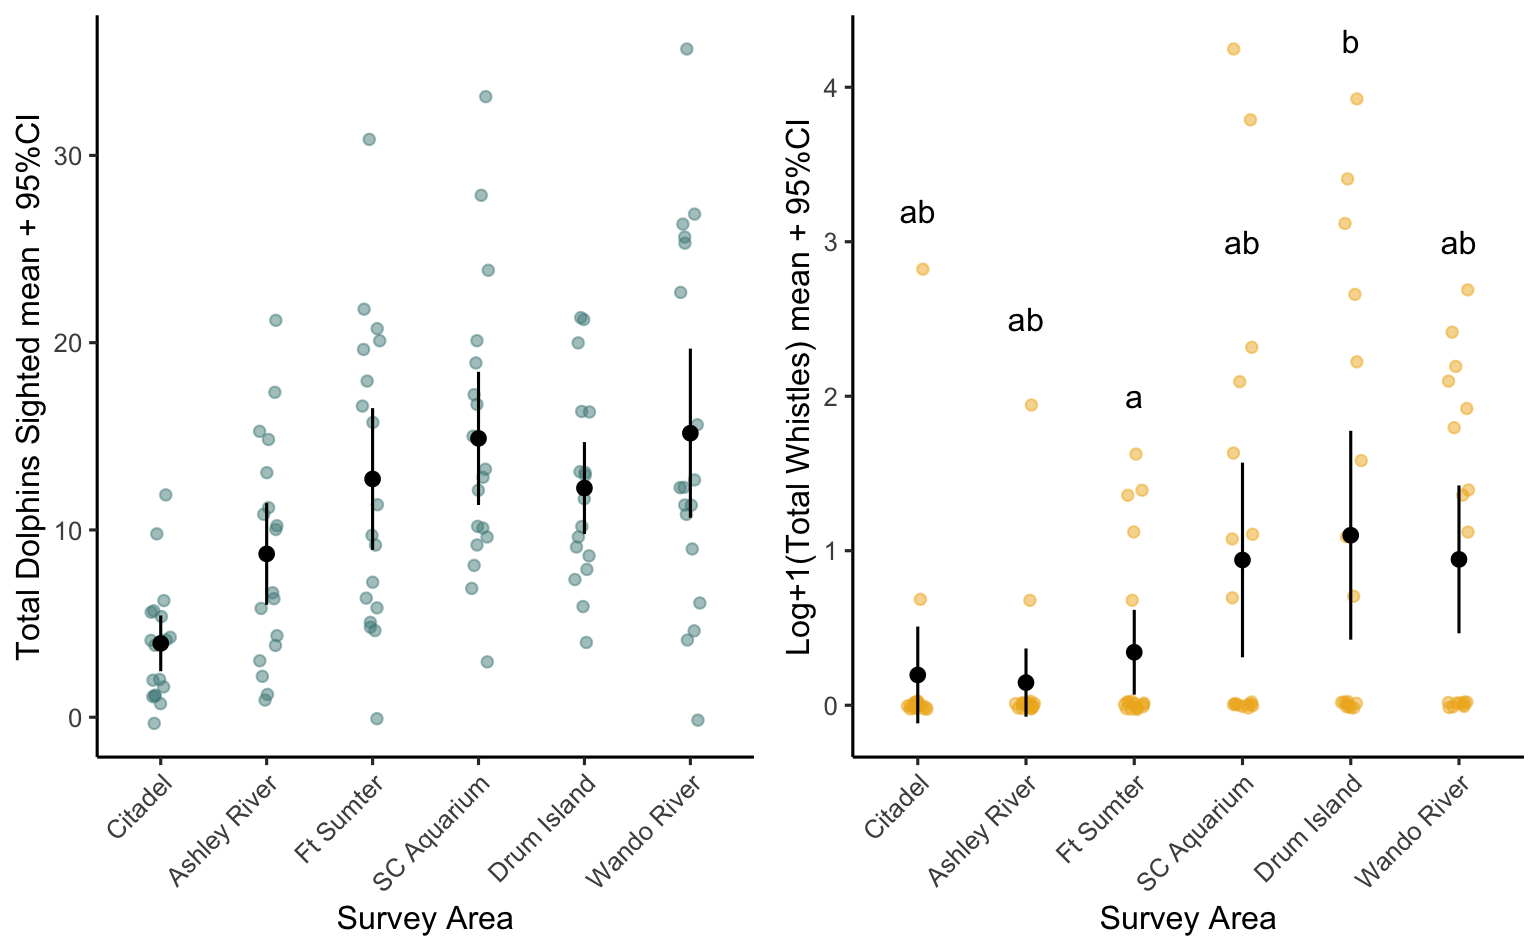 Total Dolphins Sighted mean + 95%CI
30
20
10
0
Citadel
Ashley River
Ft Sumter
SC Aquarium
Drum Island
Wando River
Survey Area
Log+1(Total Whistles) mean + 95%CI
4
3
2
1
0
ab
ab
a
ab
b
ab
Citadel
Ashley River
Ft Sumter
SC Aquarium
Drum Island
Wando River
Survey Area